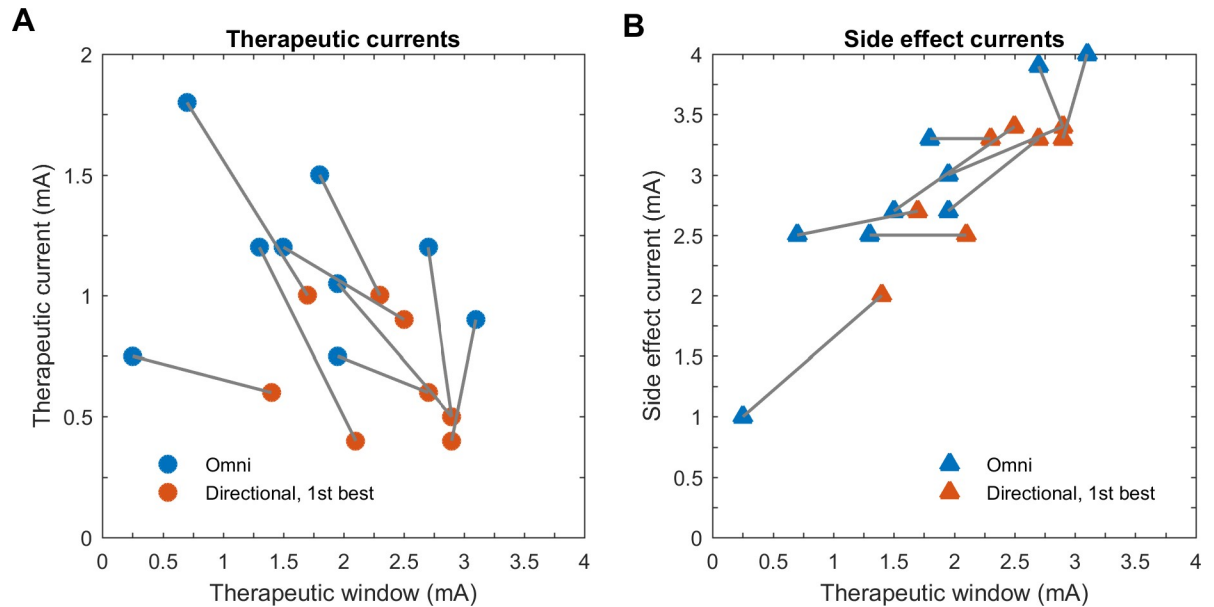 A
Therapeutic currents
2
1.5
1
0.5
0
Therapeutic current (mA)
Omni
Directional, 1st best
0 0.5 1 1.5 2 2.5 3 3.5 4
Therapeutic window (mA)
B
Side effect currents
4
3.5
3
2.5
2
1.5
1
0.5
0
Side effect current (mA)
Omni
Directional, 1st best
0 0.5 1 1.5 2 2.5 3 3.5 4
Therapeutic window (mA)